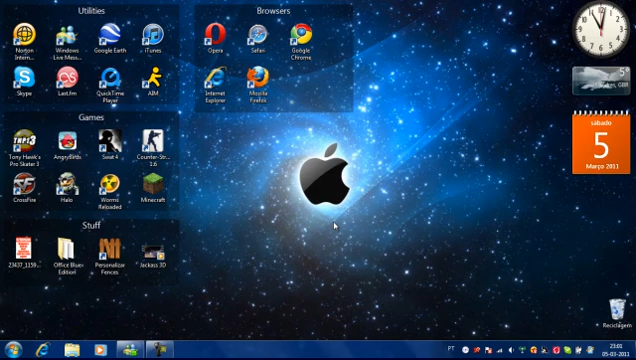 Utilities
Browsers
Norton Intern...
Windows Live Mess...
Google Earth
iTunes
Opera
Safari
Google Chrome
Skype
Last.fm
QuickTime Player
AIM
Internet Explorer
Mozilla Firefox
Games
Tony Hawk's Pro Skater 3
AngryBirds
Swat 4
Counter-Str... 1.6
CrossFire
Halo
Worms Reloaded
Minecraft
Stuff
Office Blue Edition
Personalizar Fences
Jackass 3D
5°
GBR
sábado
5
Março 2011
Reciclagem
PT
23:01
05-03-2011